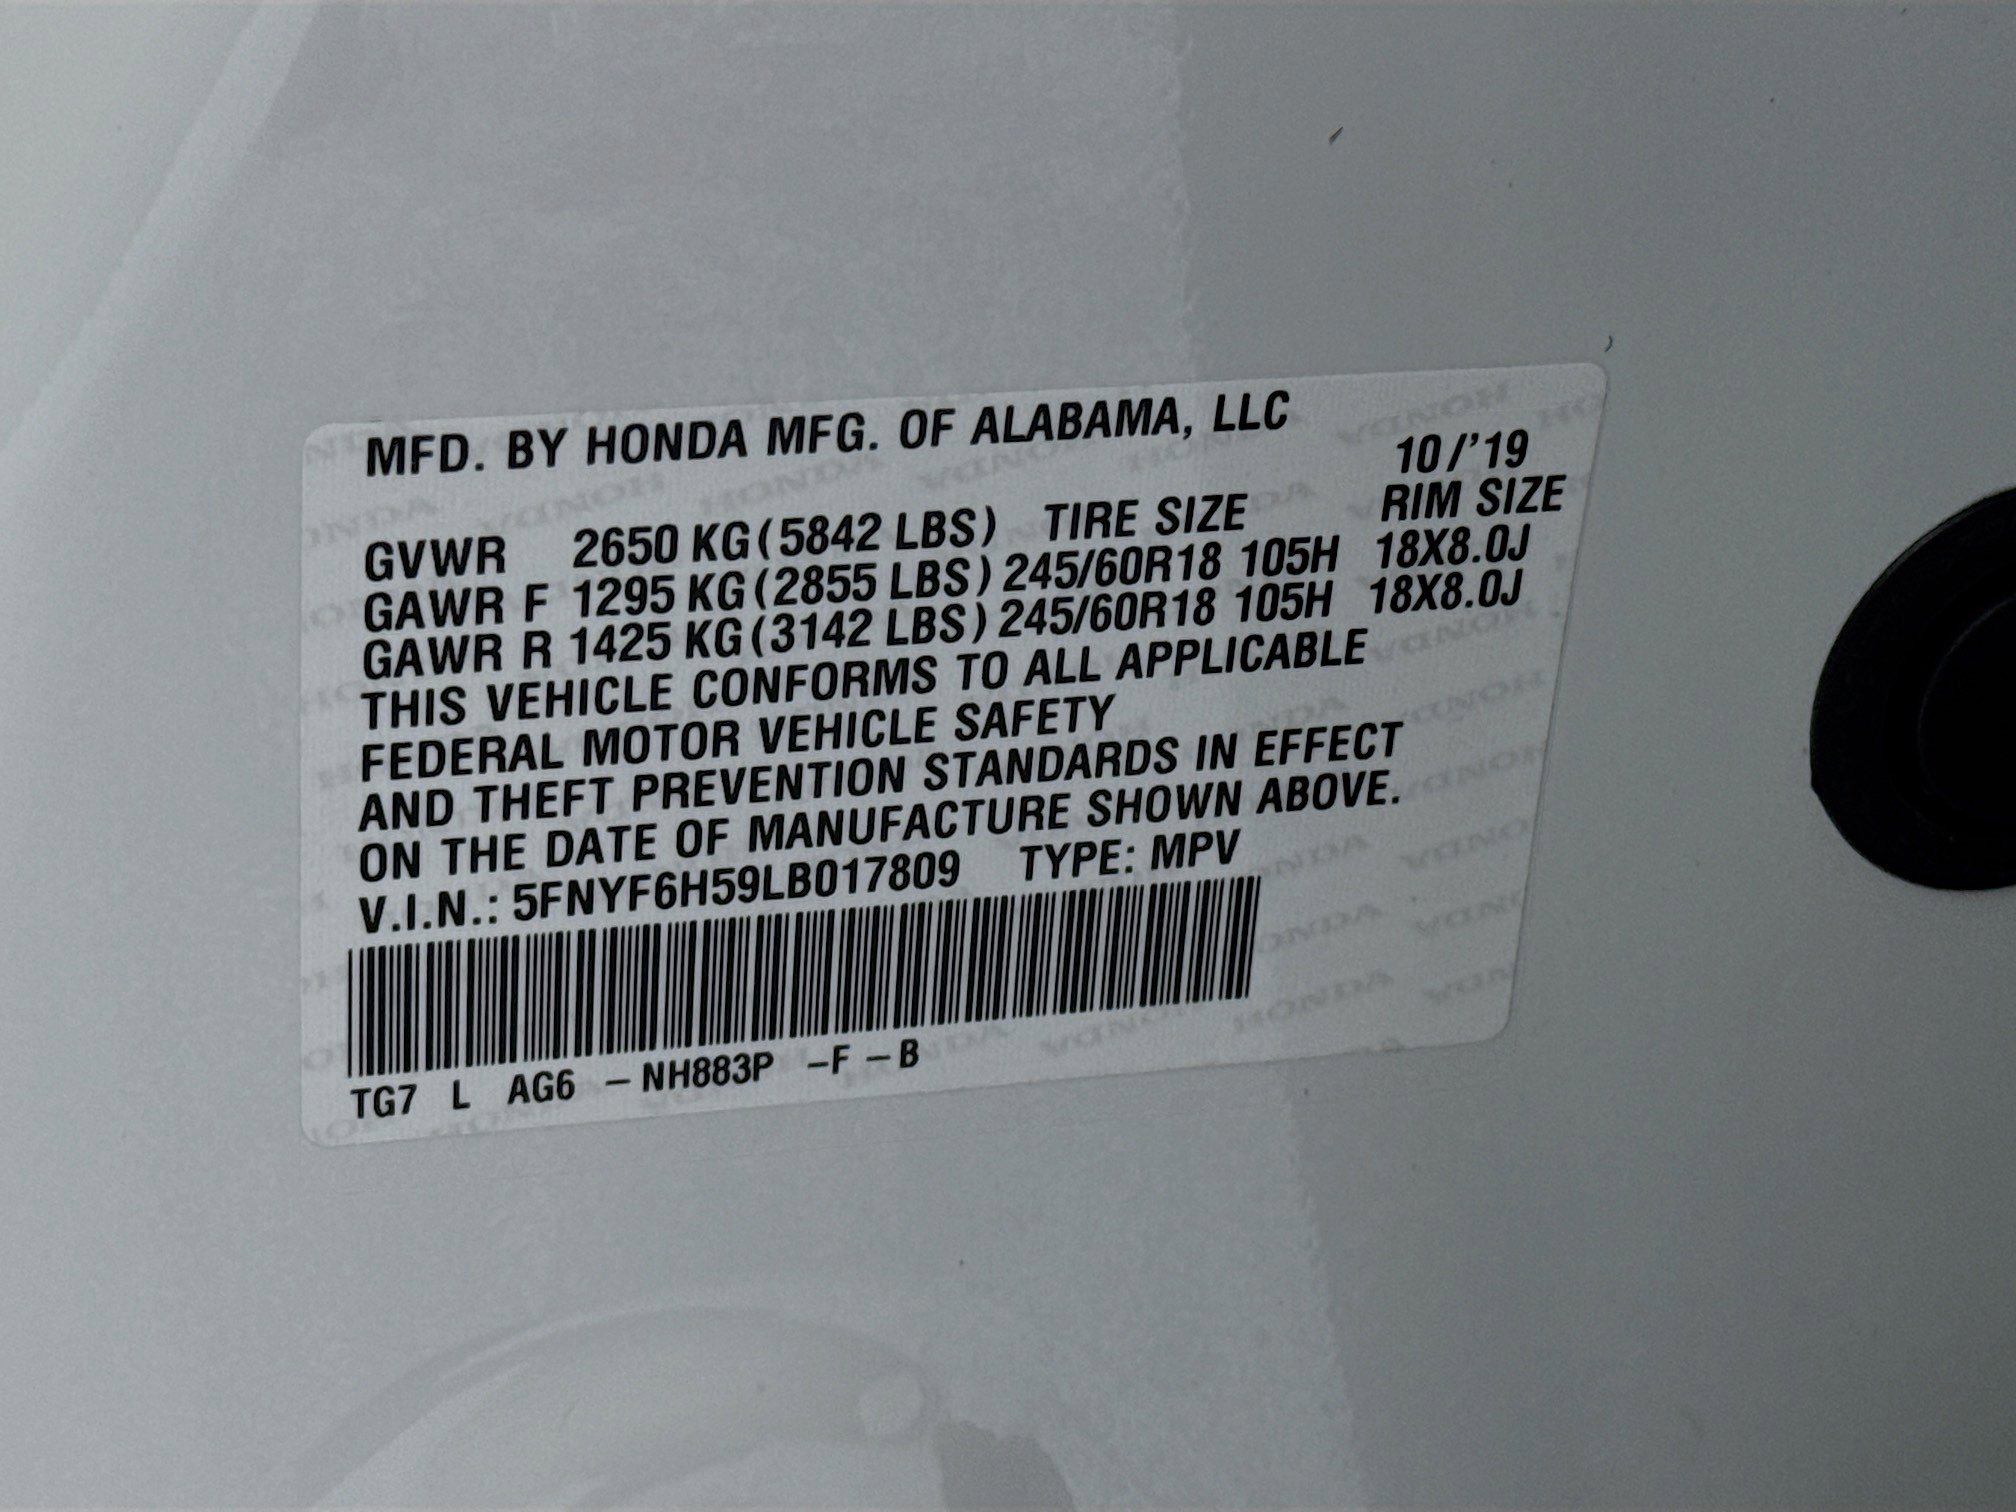 MFD. BY HONDA MFG. OF ALABAMA, LLC
10/'19
GVWR 2650 KG(5842 LBS) TIRE SIZE RIM SIZE
GAWR F 1295 KG(2855 LBS) 245/60R18 105H 18X8.0J
GAWR R 1425 KG(3142 LBS) 245/60R18 105H 18X8.0J
THIS VEHICLE CONFORMS TO ALL APPLICABLE
FEDERAL MOTOR VEHICLE SAFETY
AND THEFT PREVENTION STANDARDS IN EFFECT
ON THE DATE OF MANUFACTURE SHOWN ABOVE.
V.I.N.: 5FNYF6H59LB017809 TYPE: MPV
TG7 L AG6 –NH883P –F –B